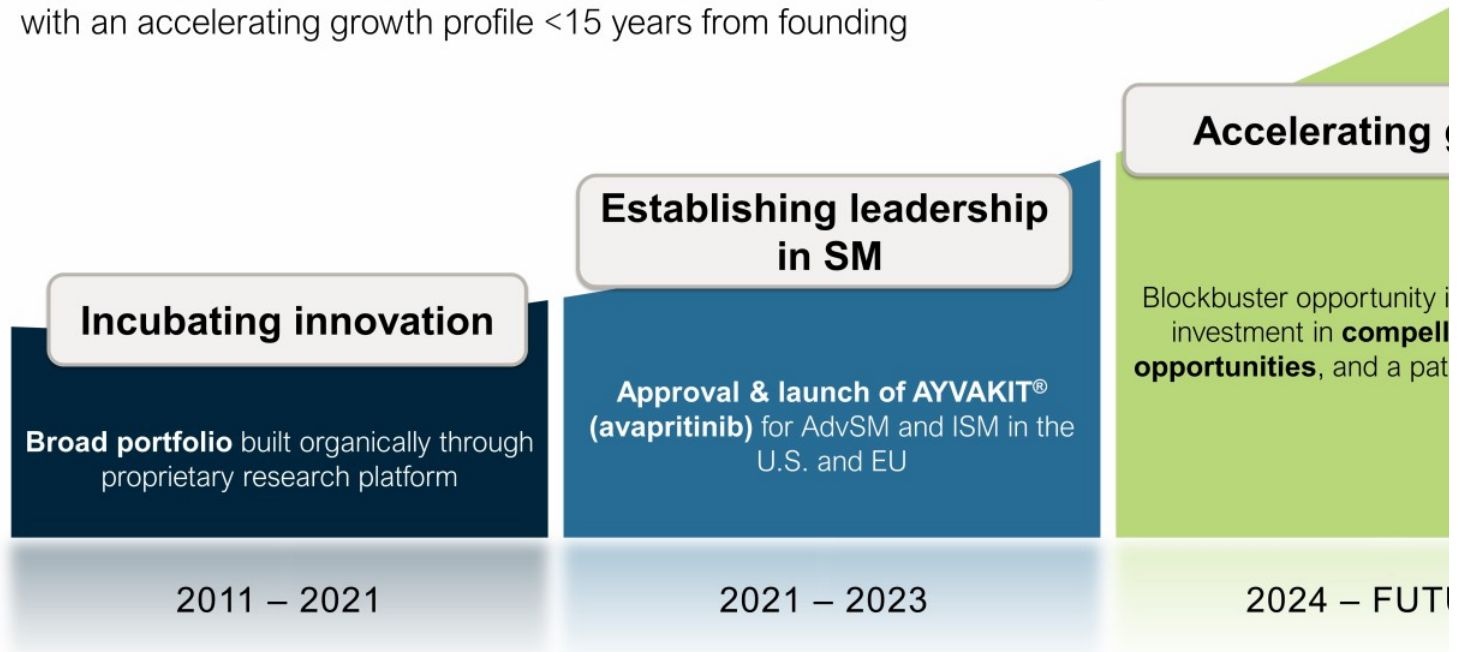 with an accelerating growth profile <15 years from founding
Incubating innovation
Broad portfolio built organically through
proprietary research platform
2011 – 2021
Establishing leadership
in SM
Approval & launch of AYVAKIT®
(avapritinib) for AdvSM and ISM in the
U.S. and EU
2021 – 2023
Accelerating
Blockbuster opportunity
investment in
opportunities, and a
2024 –